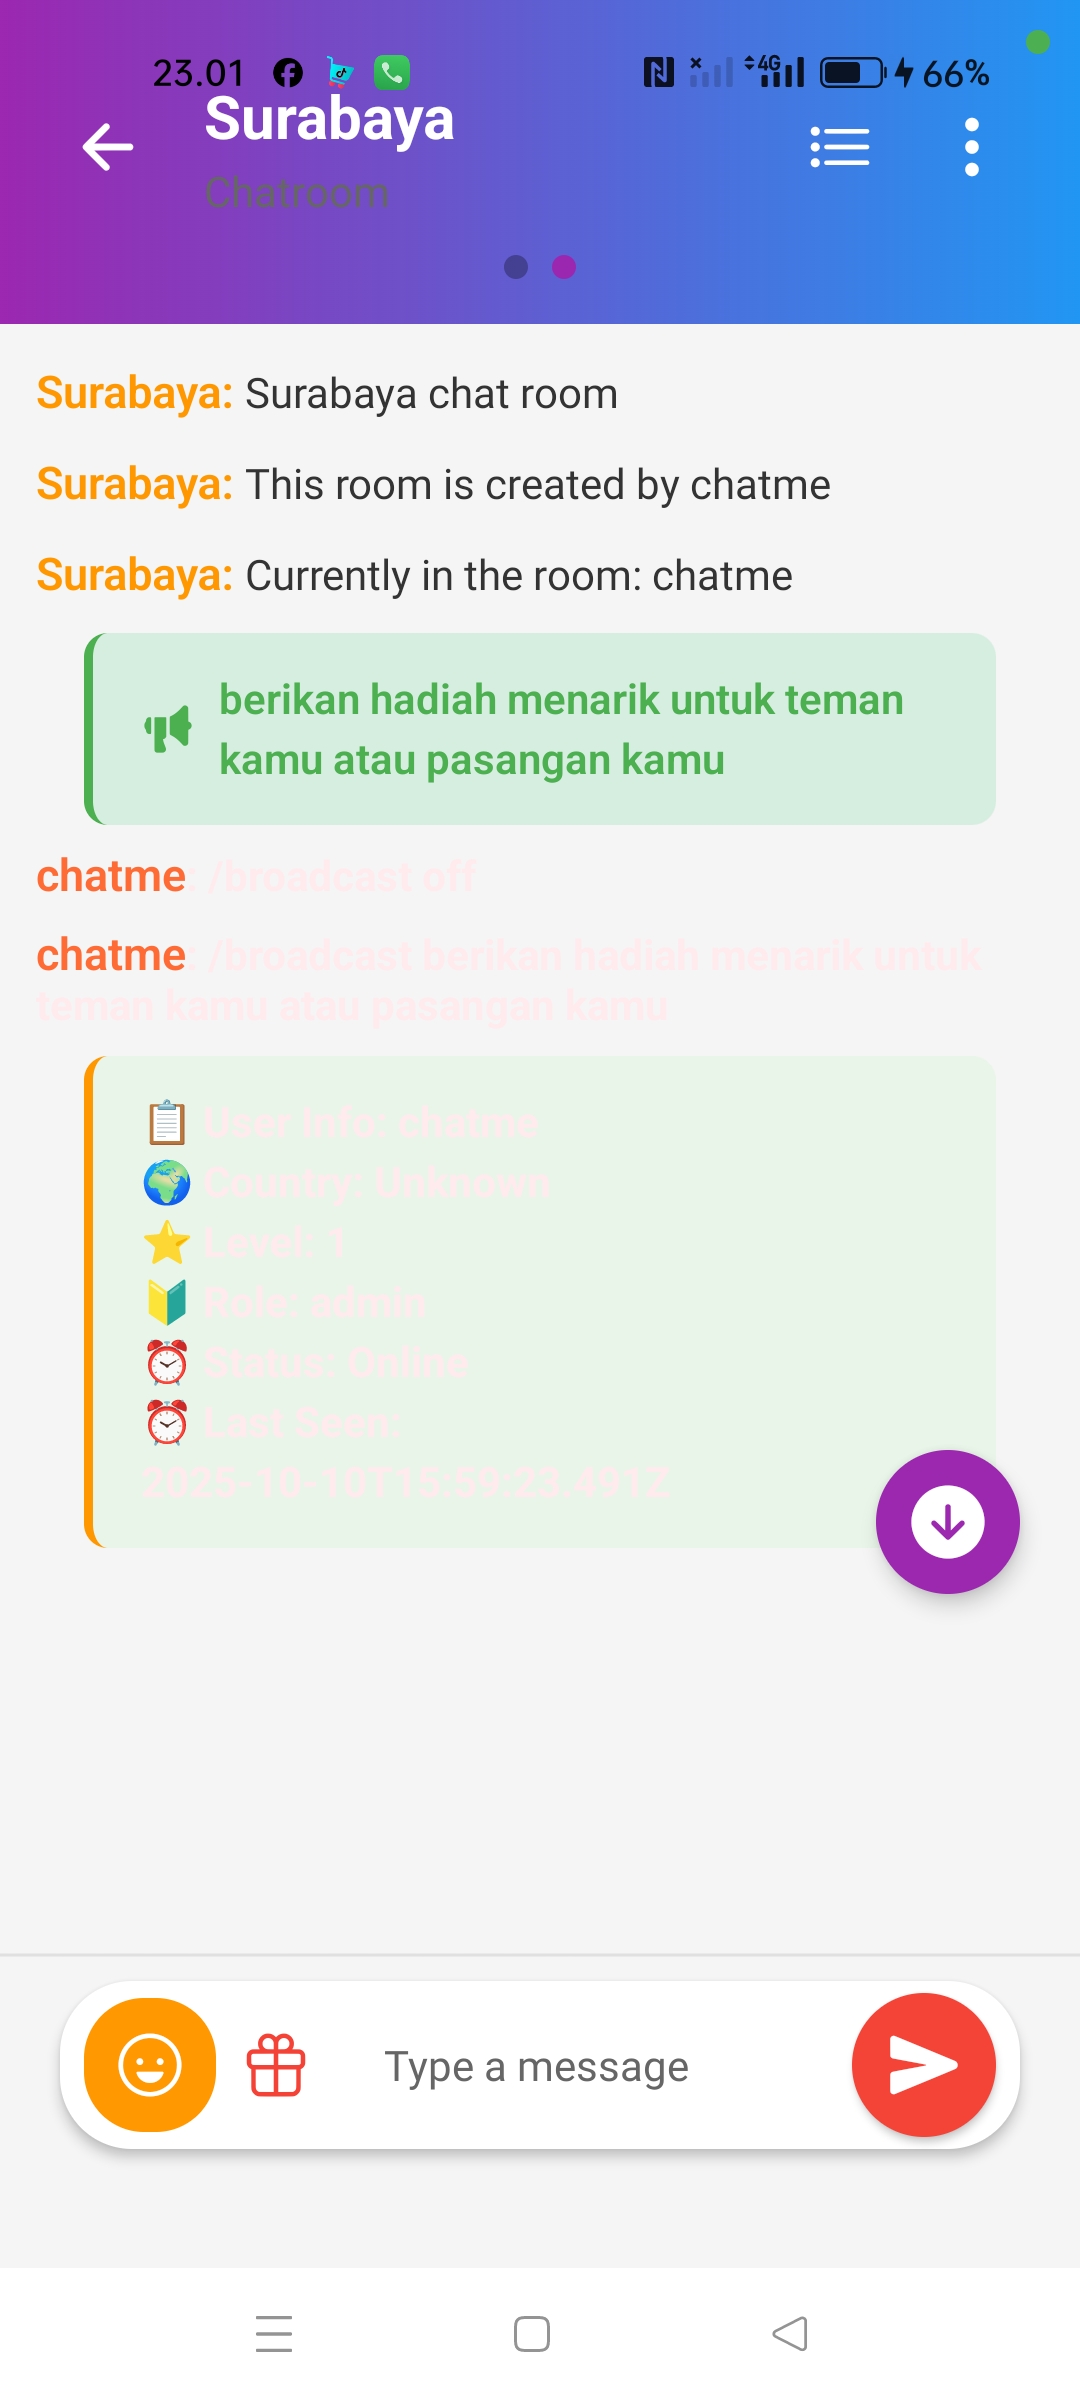 23.01
4G
66%
Surabaya
Chatroom
Surabaya: Surabaya chat room
Surabaya: This room is created by chatme
Surabaya: Currently in the room: chatme
berikan hadiah menarik untuk teman
kamu atau pasangan kamu
chatme: /broadcast off
chatme: /broadcast berikan hadiah menarik untuk
teman kamu atau pasangan kamu
📋 User Info: chatme
🌍 Country: Unknown
⭐ Level: 1
🔰 Role: admin
⏰ Status: Online
⏰ Last Seen:
2025-10-10T15:59:23.491Z
Type a message